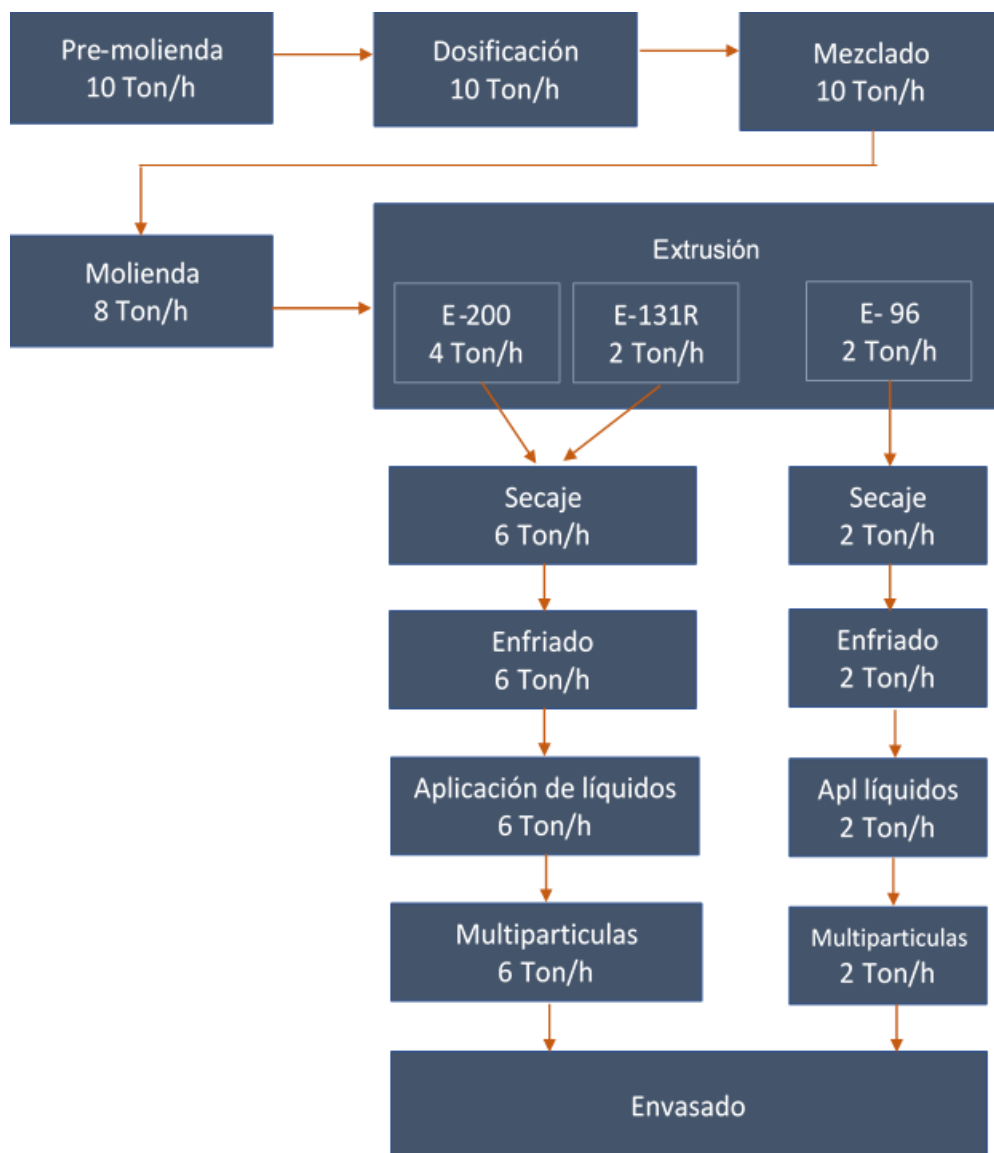 Pre-molienda
10 Ton/h
Dosificación
10 Ton/h
Mezclado
10 Ton/h
Molienda
8 Ton/h
Extrusión
E-200
4 Ton/h
E-131R
2 Ton/h
E- 96
2 Ton/h
Secaje
6 Ton/h
Secaje
2 Ton/h
Enfriado
6 Ton/h
Enfriado
2 Ton/h
Aplicación de líquidos
6 Ton/h
Apl líquidos
2 Ton/h
Multiparticulas
6 Ton/h
Multiparticulas
2 Ton/h
Envasado